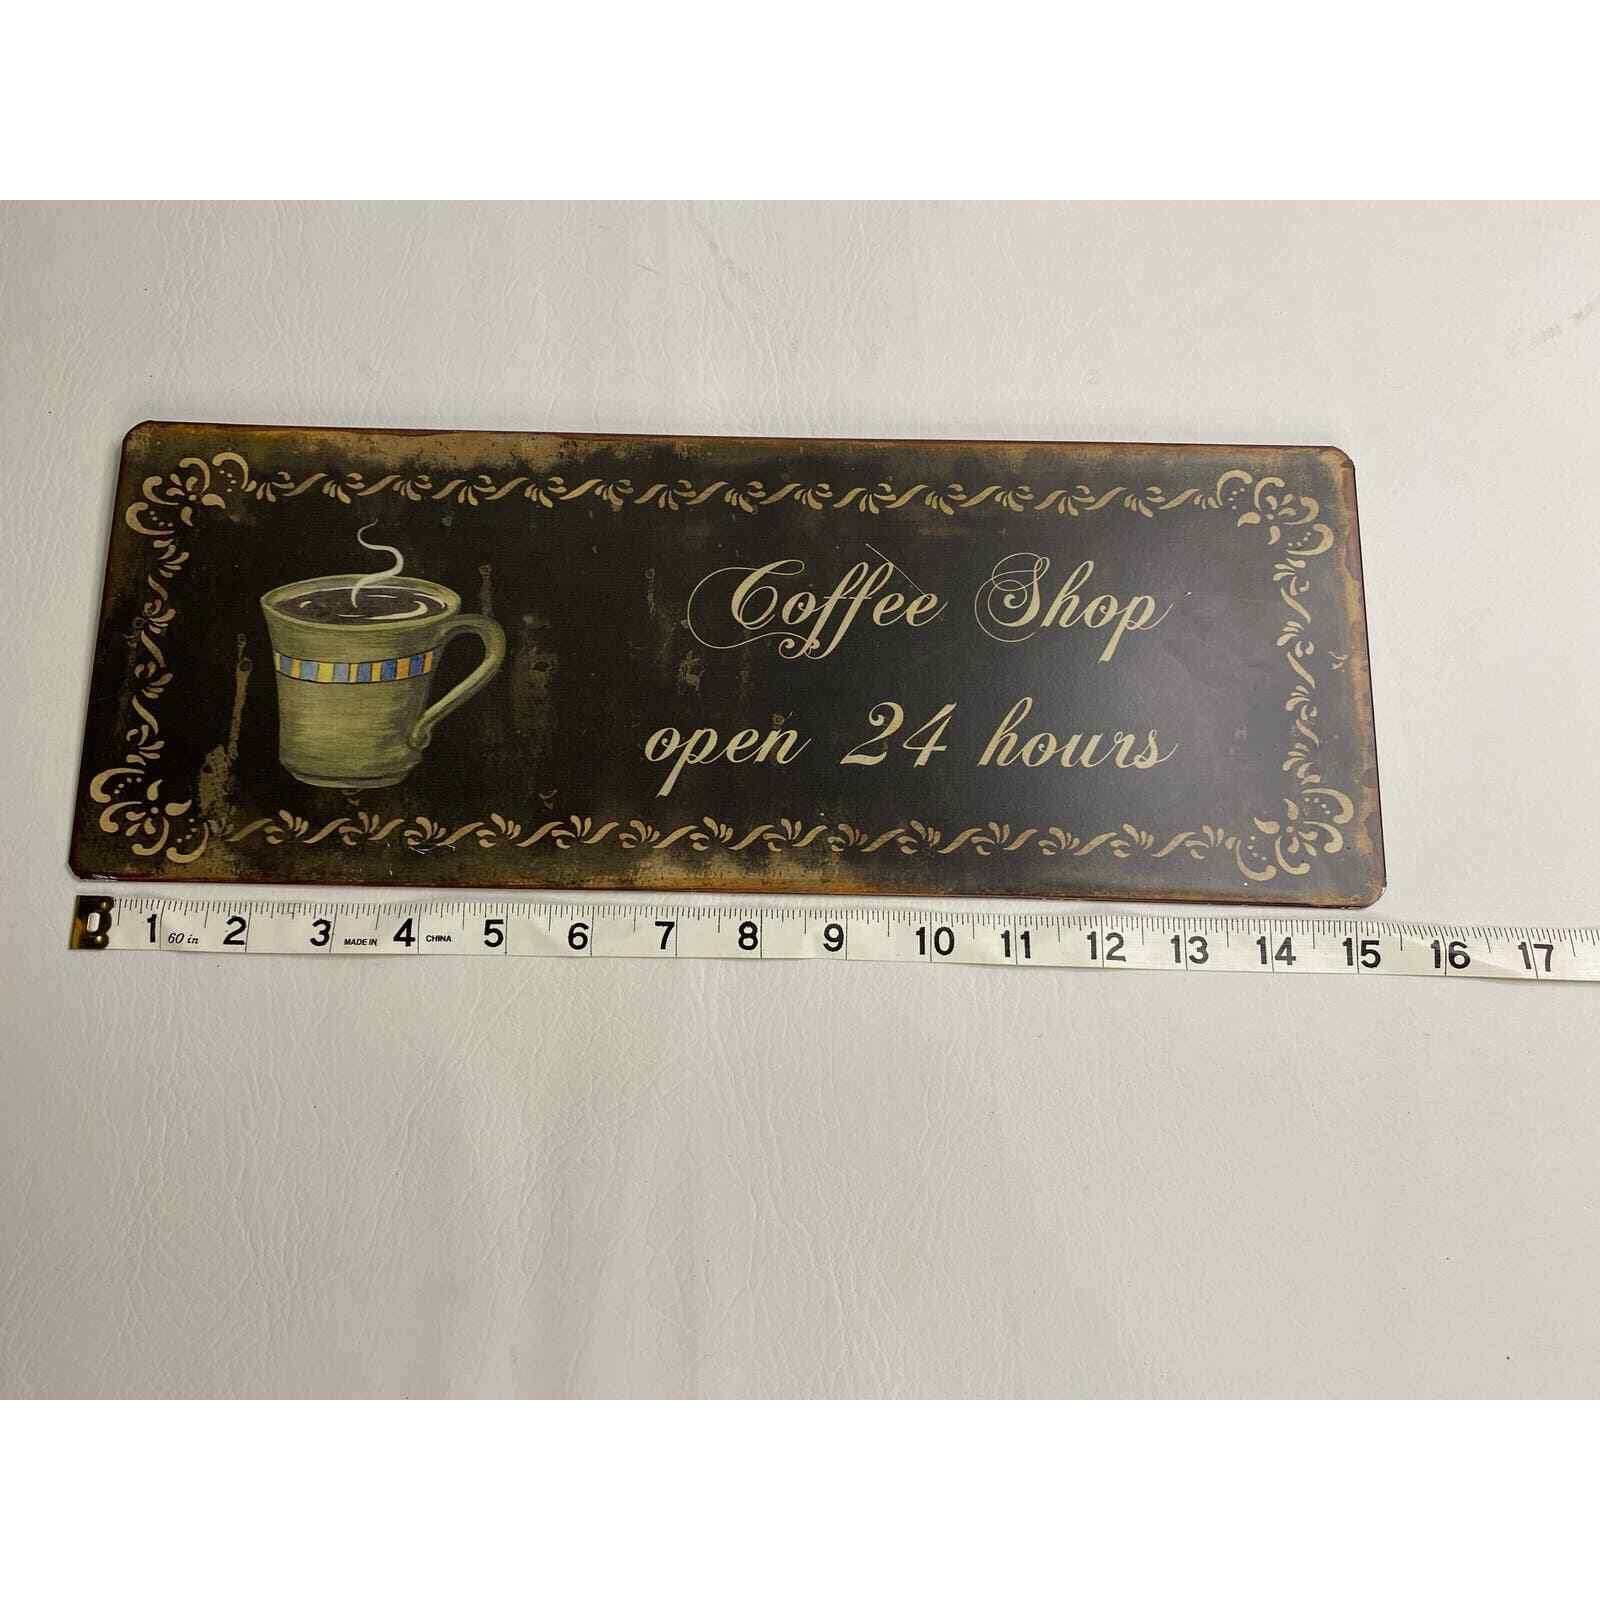 Coffee Shop
open 24 hours
1 60 in 2 3 MADE IN 4 CHINA 5 6 7 8 9 10 11 12 13 14 15 16 17